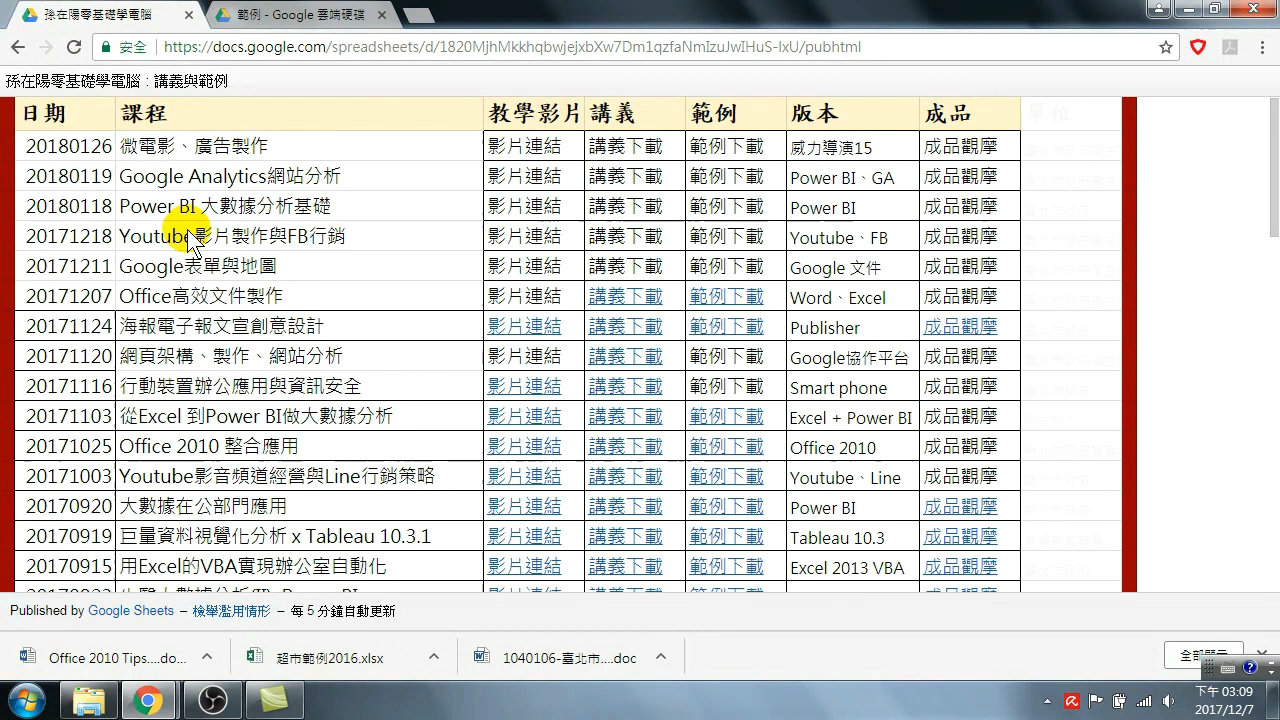 孫在陽零基礎學電腦
範例 - Google 雲端硬碟
安全 https://docs.google.com/spreadsheets/d/1820MjhMkkhqbwjejxbXw7Dm1qzfaNmIzuJwIHuS-IxU/pubhtml
孫在陽零基礎學電腦 : 講義與範例
日期 課程 教學影片 講義 範例 版本 成品 單位
20180126 微電影、廣告製作 影片連結 講義下載 範例下載 威力導演15 成品觀摩
20180119 Google Analytics網站分析 影片連結 講義下載 範例下載 Power BI、GA 成品觀摩
20180118 Power BI 大數據分析基礎 影片連結 講義下載 範例下載 Power BI 成品觀摩
20171218 Youtube影片製作與FB行銷 影片連結 講義下載 範例下載 Youtube、FB 成品觀摩
20171211 Google表單與地圖 影片連結 講義下載 範例下載 Google 文件 成品觀摩
20171207 Office高效文件製作 影片連結 講義下載 範例下載 Word、Excel 成品觀摩
20171124 海報電子報文宣創意設計 影片連結 講義下載 範例下載 Publisher 成品觀摩
20171120 網頁架構、製作、網站分析 影片連結 講義下載 範例下載 Google協作平台 成品觀摩
20171116 行動裝置辦公應用與資訊安全 影片連結 講義下載 範例下載 Smart phone 成品觀摩
20171103 從Excel 到Power BI做大數據分析 影片連結 講義下載 範例下載 Excel + Power BI 成品觀摩
20171025 Office 2010 整合應用 影片連結 講義下載 範例下載 Office 2010 成品觀摩
20171003 Youtube影音頻道經營與Line行銷策略 影片連結 講義下載 範例下載 Youtube、Line 成品觀摩
20170920 大數據在公部門應用 影片連結 講義下載 範例下載 Power BI 成品觀摩
20170919 巨量資料視覺化分析 x Tableau 10.3.1 影片連結 講義下載 範例下載 Tableau 10.3 成品觀摩
20170915 用Excel的VBA實現辦公室自動化 影片連結 講義下載 範例下載 Excel 2013 VBA 成品觀摩
Published by Google Sheets – 檢舉濫用情形 – 每 5 分鐘自動更新
Office 2010 Tips....do... 超市範例2016.xlsx 1040106-臺北市....doc 全部顯示
下午 03:09
2017/12/7